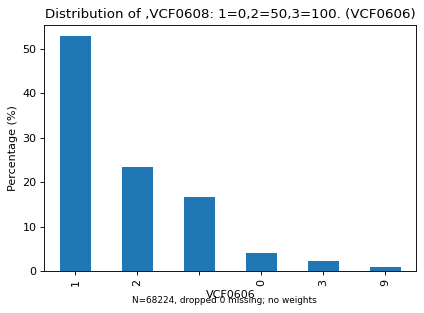 Distribution of ,VCF0608: 1=0,2=50,3=100. (VCF0606)
Percentage (%)
50
40
30
20
10
0
1
2
0
3
9
VCF0606
N=68224, dropped 0 missing; no weights